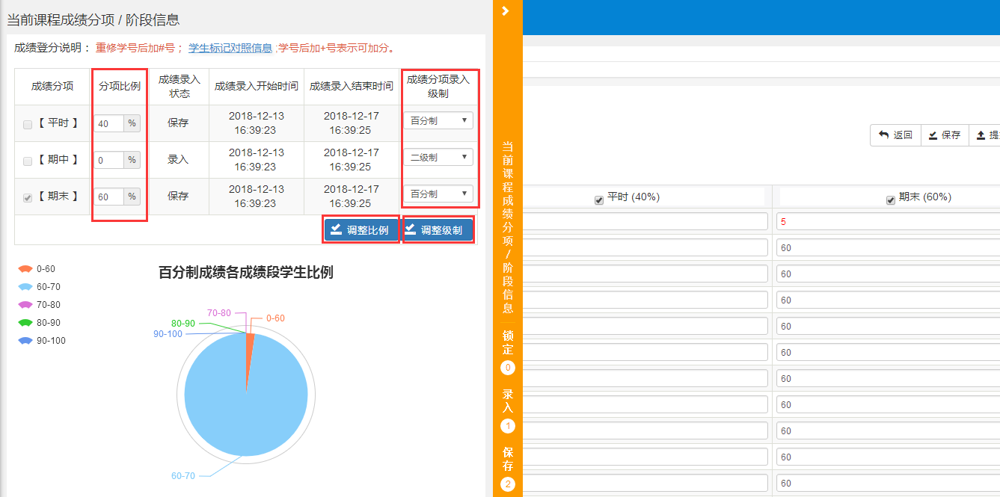 当前课程成绩分项 / 阶段信息
成绩登分说明： 重修学号后加#号； 学生标记对照信息 ;学号后加+号表示可加分。
成绩分项 分项比例 成绩录入状态 成绩录入开始时间 成绩录入结束时间 成绩分项录入级制
【 平时 】 40 % 保存 2018-12-13 16:39:23 2018-12-17 16:39:25 百分制
【 期中 】 0 % 录入 2018-12-13 16:39:23 2018-12-17 16:39:25 二级制
【 期末 】 60 % 保存 2018-12-13 16:39:23 2018-12-17 16:39:25 百分制
调整比例 调整级制
百分制成绩各成绩段学生比例
0-60
60-70
70-80
80-90
90-100
70-80
0-60
80-90
90-100
60-70
当前课程成绩分项/阶段信息
锁定
0
录入
1
保存
2
返回 保存 提
平时 (40%) 期末 (60%)
5
60
60
60
60
60
60
60
60
60
60